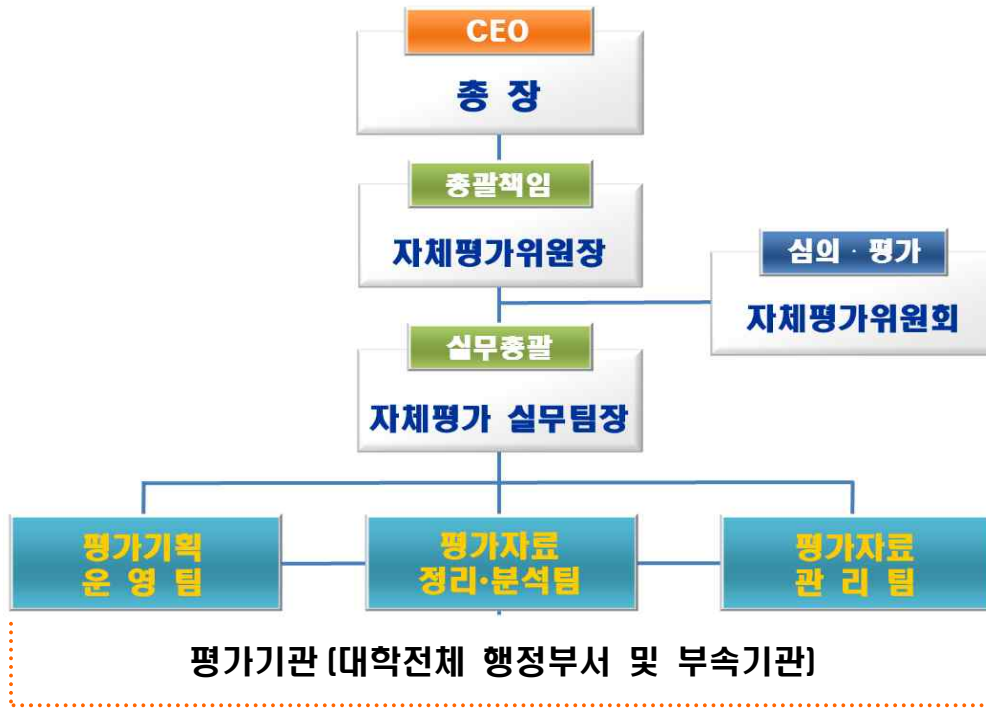 CEO
총 장
총괄책임
자체평가위원장
심의 · 평가
자체평가위원회
실무총괄
자체평가 실무팀장
평가기획
운 영 팀
평가자료
정리·분석팀
평가자료
관 리 팀
평가기관 (대학전체 행정부서 및 부속기관)